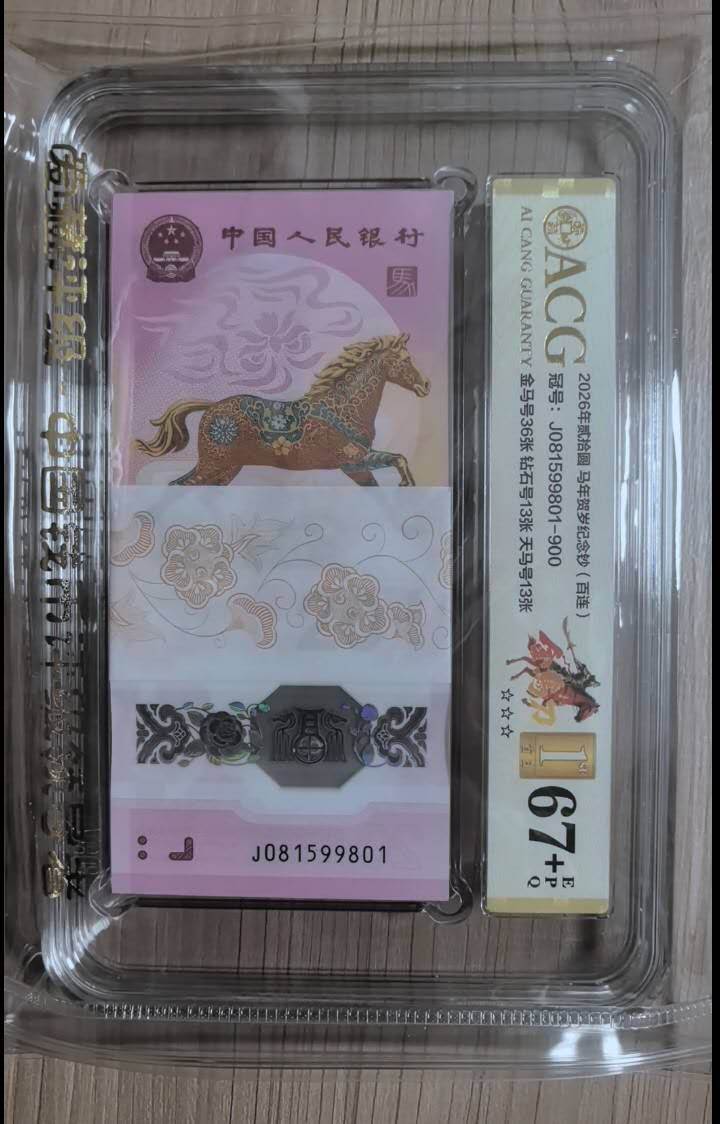 中国人民银行
馬
J081599801
ACG
AI CANG GUARANTY
2026年贰拾圆 马年贺岁纪念钞（百连）
冠号：J081599801-900
金马号36张 钻石号13张 天马号13张
☆☆☆
1st
67+
EPQ